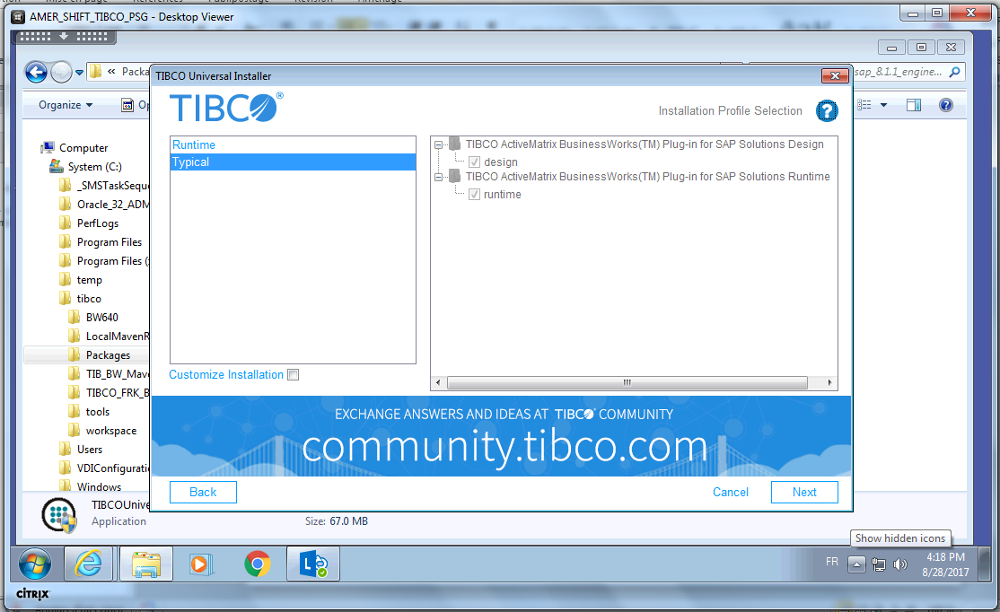 AMER_SHIFT_TIBCO_PSG - Desktop Viewer
« Packa
sap_8.1.1_engine...
TIBCO Universal Installer
Organize
Op
TIBCO®
Installation Profile Selection
?
Computer
System (C:)
_SMSTaskSequ
Oracle_32_ADM
PerfLogs
Program Files
Program Files (
temp
tibco
BW640
LocalMavenR
Packages
TIB_BW_Mave
TIBCO_FRK_B
tools
workspace
Users
VDIConfigurati
Windows
Runtime
Typical
TIBCO ActiveMatrix BusinessWorks(TM) Plug-in for SAP Solutions Design
design
TIBCO ActiveMatrix BusinessWorks(TM) Plug-in for SAP Solutions Runtime
runtime
Customize Installation
EXCHANGE ANSWERS AND IDEAS AT TIBCO COMMUNITY
community.tibco.com
Back
Cancel
Next
TIBCOUnive
Application
Size: 67.0 MB
Show hidden icons
FR
4:18 PM
8/28/2017
CITRIX